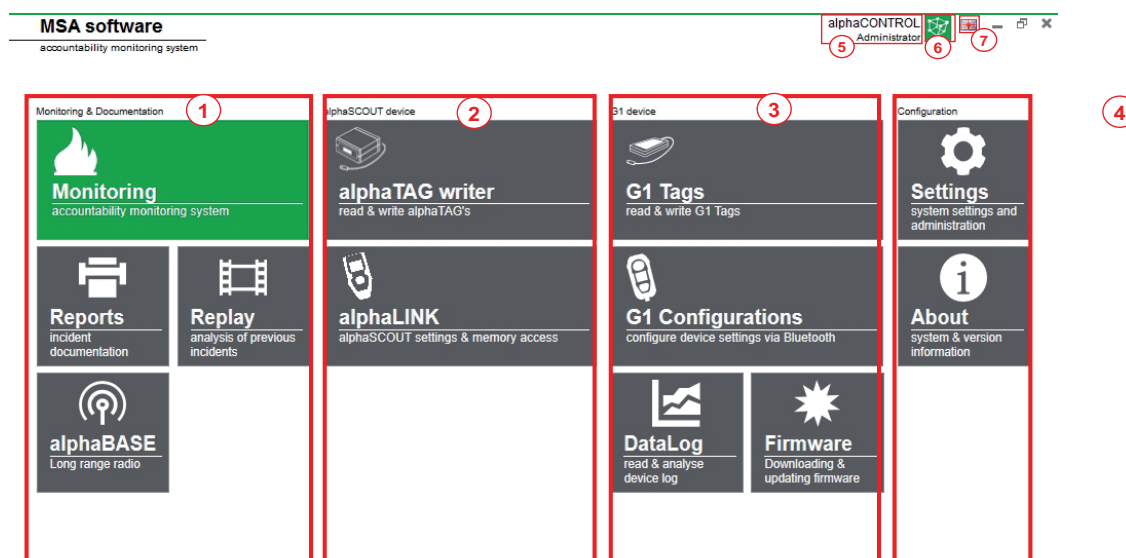 MSA software
accountability monitoring system
alphaCONTROL
Administrator
5
6
7
Monitoring & Documentation
1
alphaSCOUT device
2
G1 device
3
Configuration
4
Monitoring
accountability monitoring system
alphaTAG writer
read & write alphaTAG's
G1 Tags
read & write G1 Tags
Settings
system settings and
administration
Reports
incident
documentation
Replay
analysis of previous
incidents
alphaLINK
alphaSCOUT settings & memory access
G1 Configurations
configure device settings via Bluetooth
About
system & version
information
alphaBASE
Long range radio
DataLog
read & analyse
device log
Firmware
Downloading &
updating firmware